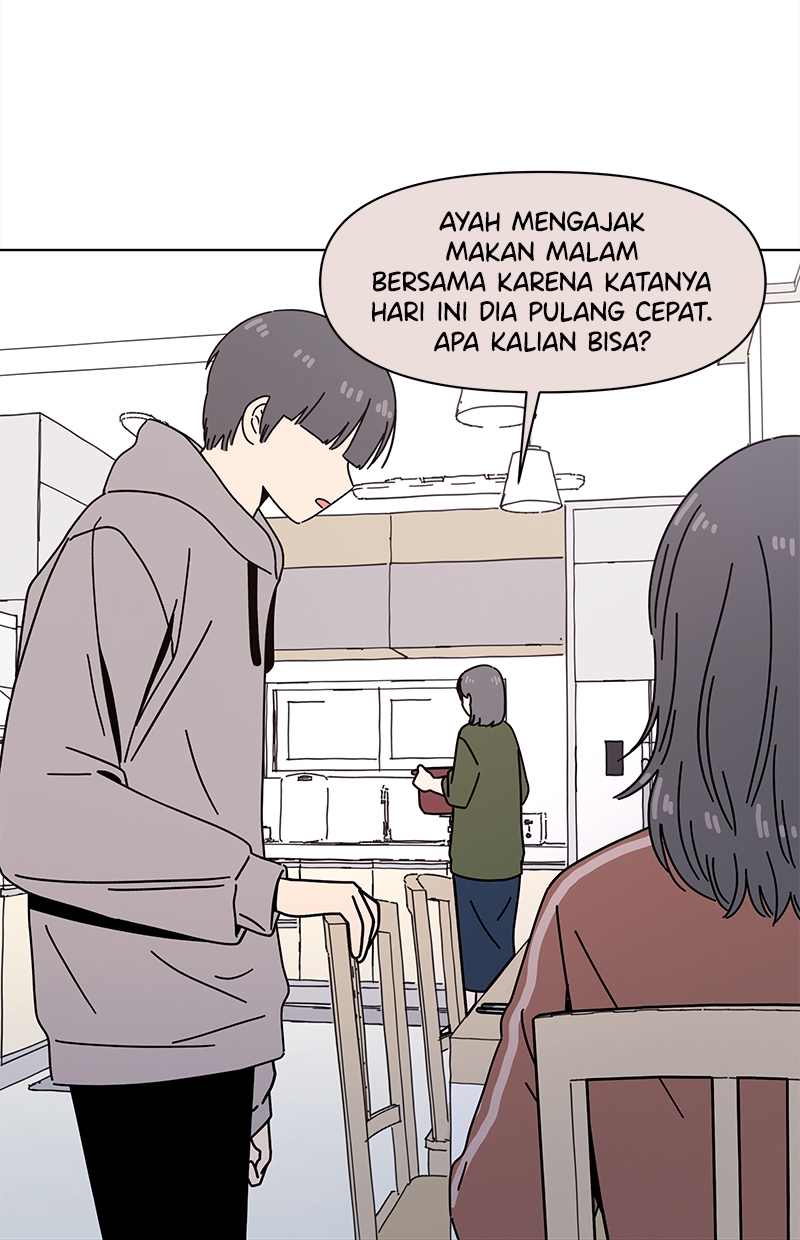 AYAH MENGAJAK
MAKAN MALAM
BERSAMA KARENA KATANYA
HARI INI DIA PULANG CEPAT.
APA KALIAN BISA?